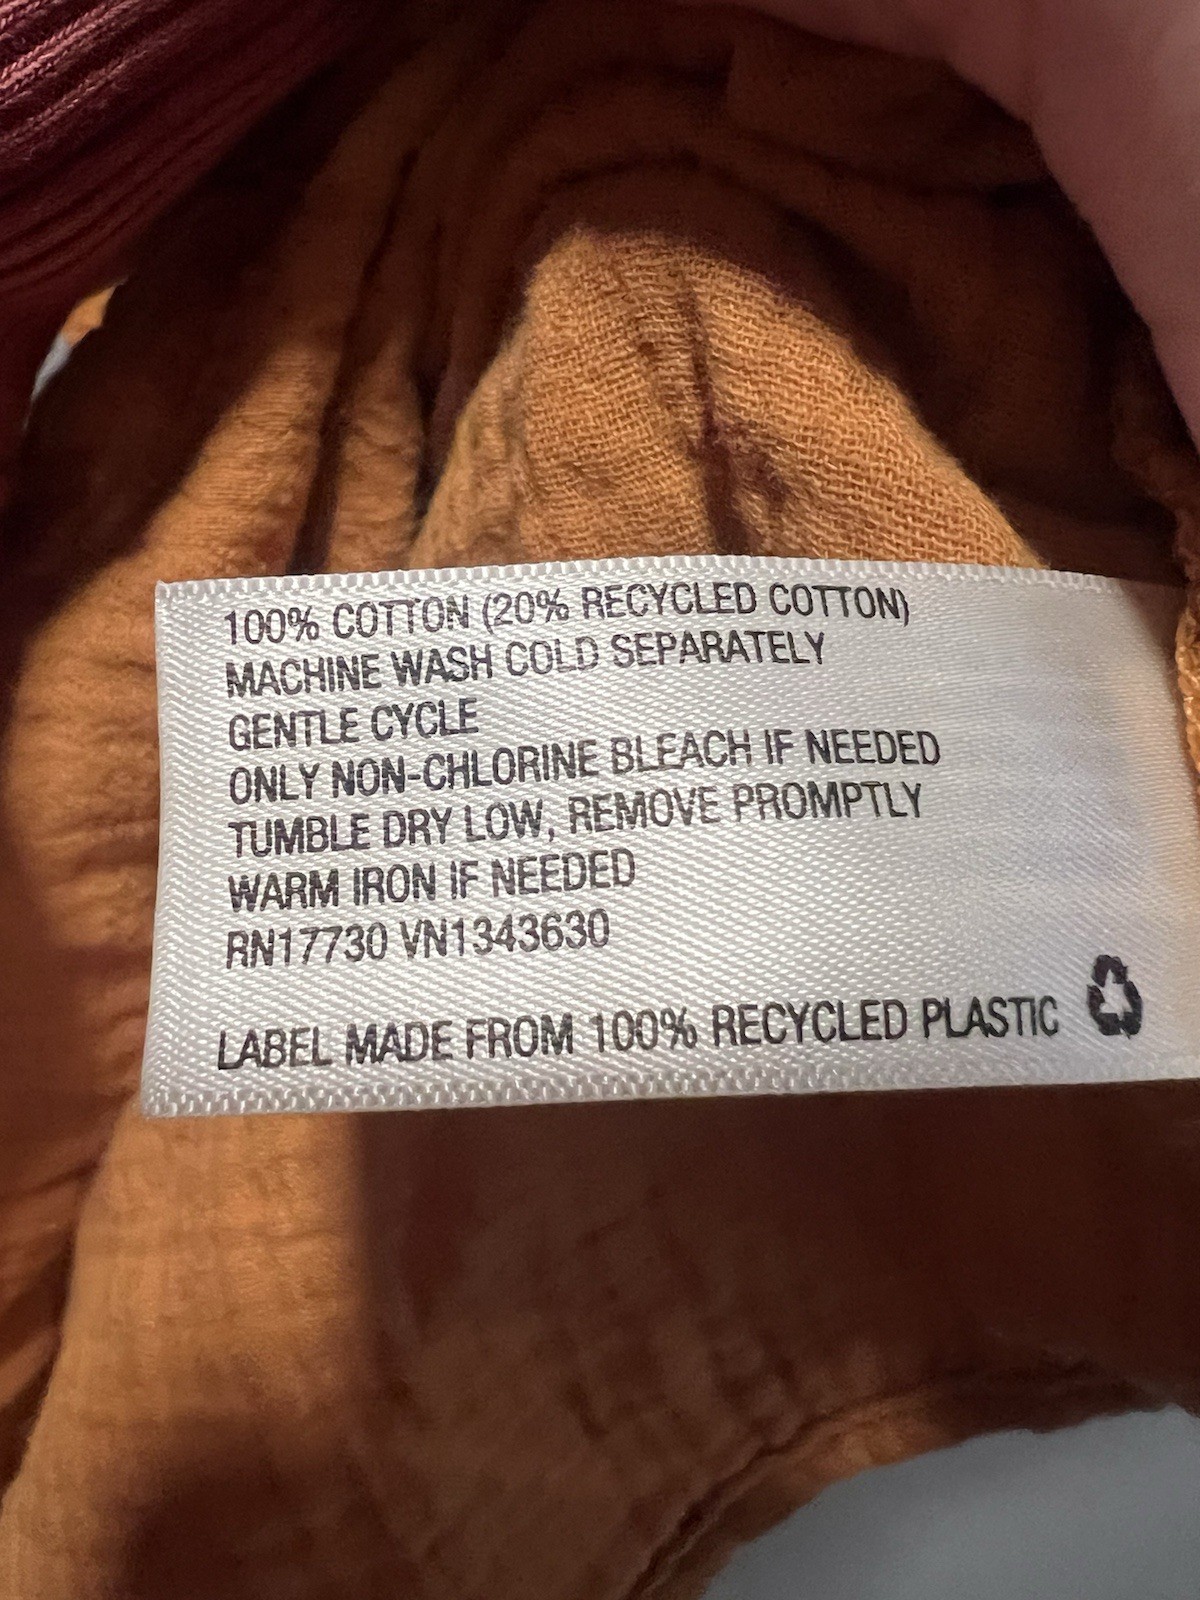 100% COTTON (20% RECYCLED COTTON)
MACHINE WASH COLD SEPARATELY
GENTLE CYCLE
ONLY NON-CHLORINE BLEACH IF NEEDED
TUMBLE DRY LOW, REMOVE PROMPTLY
WARM IRON IF NEEDED
RN17730 VN1343630
LABEL MADE FROM 100% RECYCLED PLASTIC